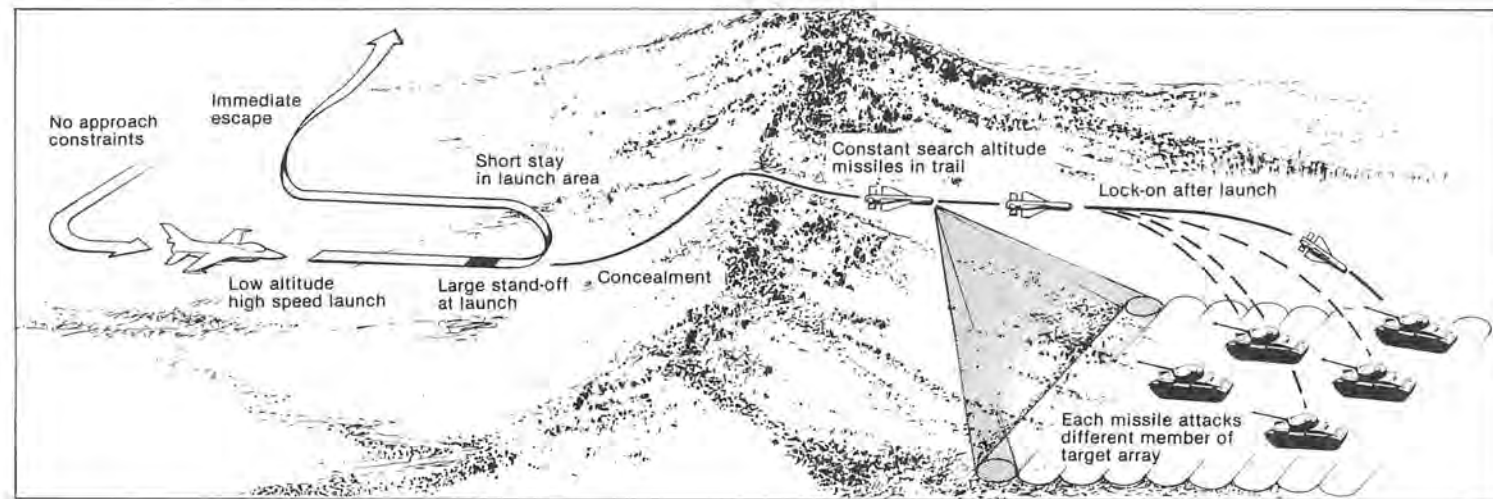 No approach
constraints
Immediate
escape
Low altitude
high speed launch
Short stay
in launch area
Large stand-off
at launch
Concealment
Constant search altitude
missiles in trail
Lock-on after launch
Each missile attacks
different member of
target array